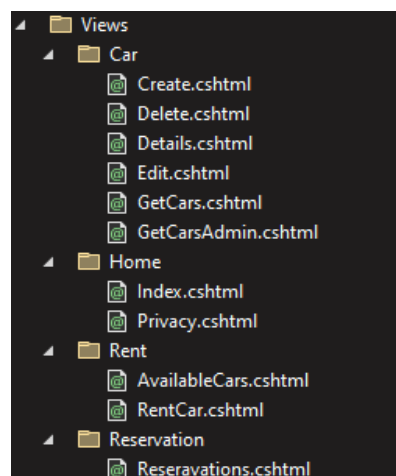 Views
Car
Create.cshtml
Delete.cshtml
Details.cshtml
Edit.cshtml
GetCars.cshtml
GetCarsAdmin.cshtml
Home
Index.cshtml
Privacy.cshtml
Rent
AvailableCars.cshtml
RentCar.cshtml
Reservation
Reseravations.cshtml